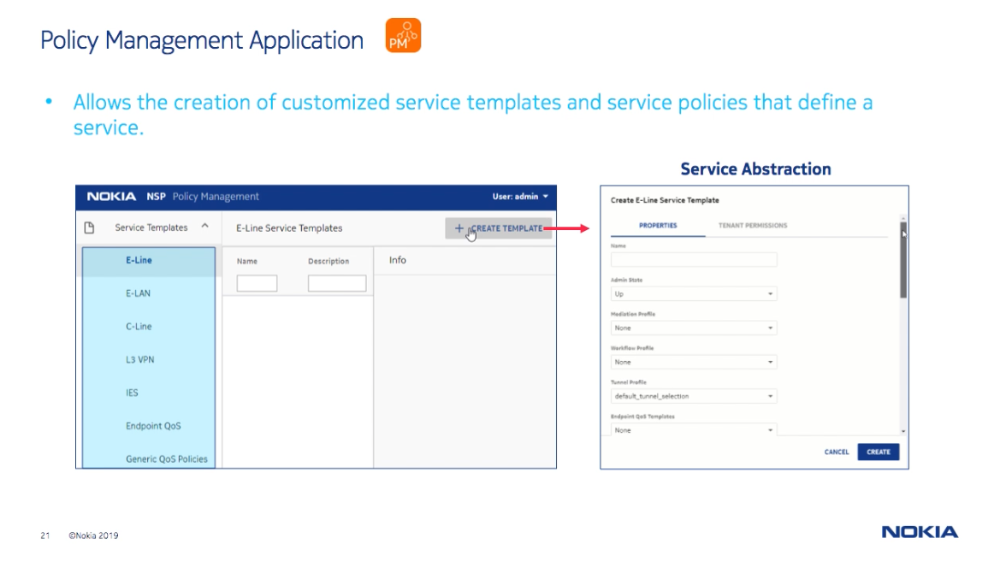 Policy Management Application
PM
• Allows the creation of customized service templates and service policies that define a
service.
Service Abstraction
NOKIA NSP Policy Management
User: admin
Service Templates
E-Line Service Templates
+ CREATE TEMPLATE
E-Line
E-LAN
C-Line
L3 VPN
IES
Endpoint QoS
Generic QoS Policies
Name
Description
Info
Create E-Line Service Template
PROPERTIES
TENANT PERMISSIONS
Name
Admin State
Up
Mediation Profile
None
Workflow Profile
None
Tunnel Profile
default_tunnel_selection
Endpoint QoS Templates
None
CANCEL
CREATE
21
©Nokia 2019
NOKIA